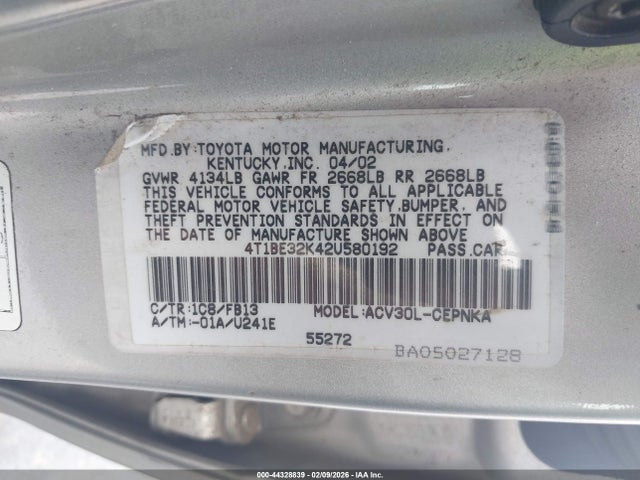 MFD.BY:TOYOTA MOTOR MANUFACTURING.
KENTUCKY.INC. 04/02
GVWR 4134LB GAWR FR 2668LB RR 2668LB
THIS VEHICLE CONFORMS TO ALL APPLICABLE
FEDERAL MOTOR VEHICLE SAFETY.BUMPER. AND
THEFT PREVENTION STANDARDS IN EFFECT ON
THE DATE OF MANUFACTURE SHOWN ABOVE
4T1BE32K42U580192 PASS.CAR
C/TR:1C8/FB13 MODEL:ACV30L-CEPNKA
A/TM:-01A/U241E
55272
BA05027128
000-44328839 - 02/09/2026 - IAAI.COM